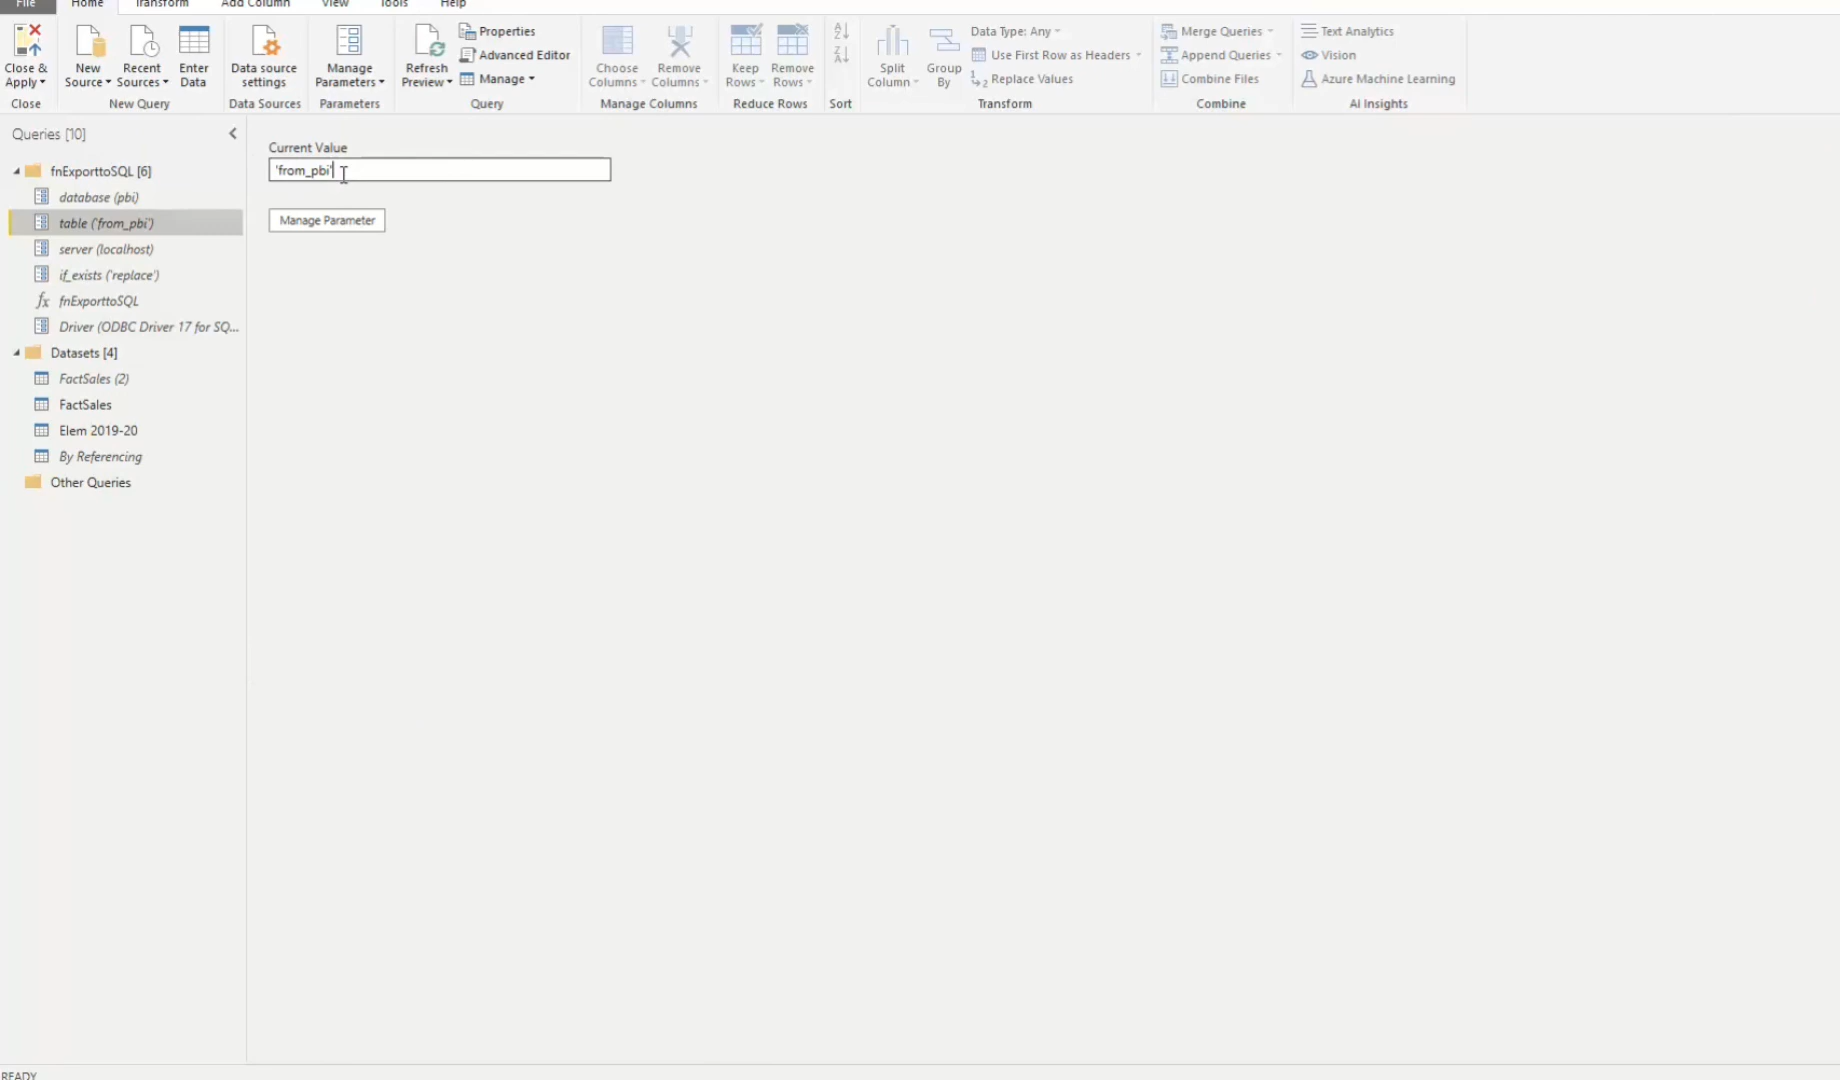 File Home Transform Add Column View Tools Help
Close &
Apply
Close
New
Source
Recent
Sources
Enter
Data
New Query
Data source
settings
Data Sources
Manage
Parameters
Parameters
Refresh
Preview
Properties
Advanced Editor
Manage
Query
Choose
Columns
Remove
Columns
Manage Columns
Keep
Rows
Remove
Rows
Reduce Rows
Sort
Split
Column
Group
By
Data Type: Any
Use First Row as Headers
Replace Values
Transform
Merge Queries
Append Queries
Combine Files
Combine
Text Analytics
Vision
Azure Machine Learning
AI Insights
Queries [10]
fnExporttoSQL [6]
database (pbi)
table ('from_pbi')
server (localhost)
if_exists ('replace')
fx fnExporttoSQL
Driver (ODBC Driver 17 for SQ...
Datasets [4]
FactSales (2)
FactSales
Elem 2019-20
By Referencing
Other Queries
Current Value
'from_pbi'
Manage Parameter
READY